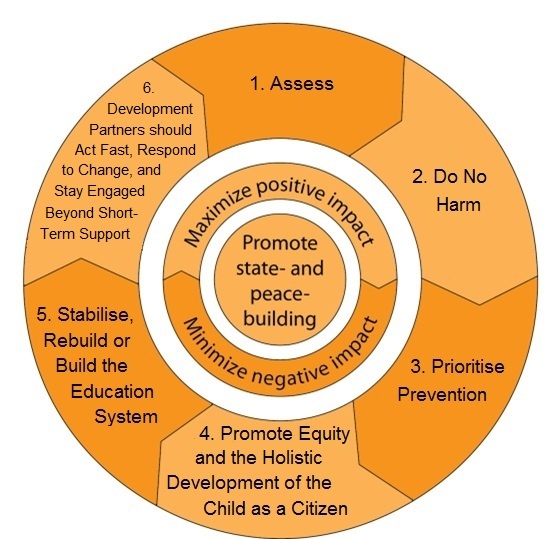 1. Assess
2. Do No
Harm
3. Prioritise
Prevention
4. Promote Equity
and the Holistic
Development of the
Child as a Citizen
5. Stabilise,
Rebuild or
Build the
Education
System
6.
Development
Partners should
Act Fast, Respond
to Change, and
Stay Engaged
Beyond Short-
Term Support
Maximize positive impact
Promote
state- and
peace-
building
Minimize negative impact